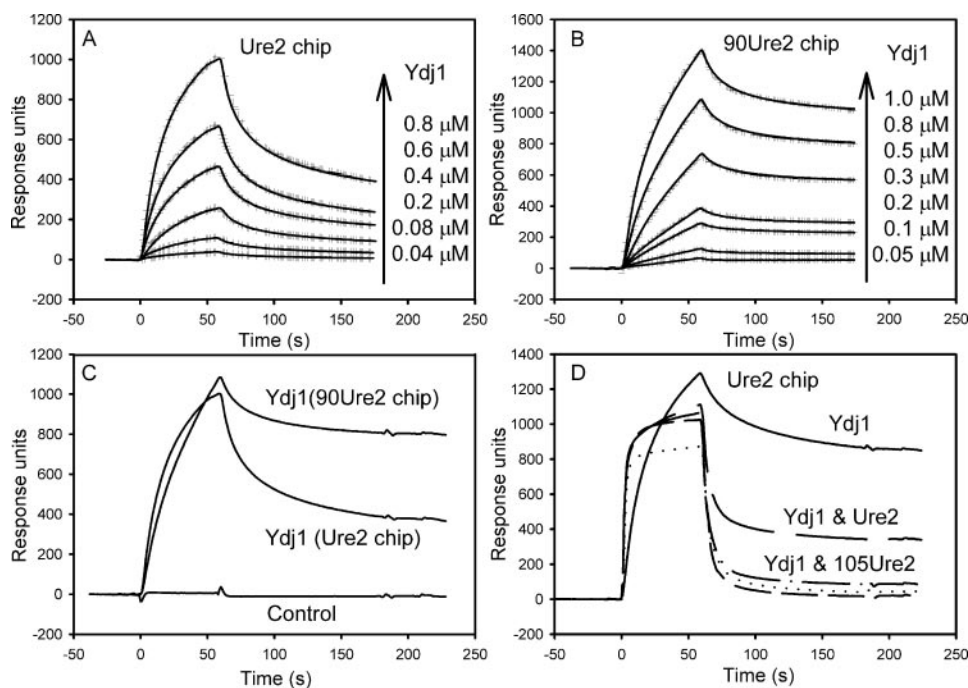 A
Ure2 chip
Ydj1
0.8 μM
0.6 μM
0.4 μM
0.2 μM
0.08 μM
0.04 μM
Response units
1200
1000
800
600
400
200
0
-200
-50 0 50 100 150 200 250
Time (s)
B
90Ure2 chip
Ydj1
1.0 μM
0.8 μM
0.5 μM
0.3 μM
0.2 μM
0.1 μM
0.05 μM
Response units
1600
1400
1200
1000
800
600
400
200
0
-200
-50 0 50 100 150 200 250
Time (s)
C
Ydj1(90Ure2 chip)
Ydj1 (Ure2 chip)
Control
Response units
1200
1000
800
600
400
200
0
-200
-50 0 50 100 150 200 250
Time (s)
D
Ure2 chip
Ydj1
Ydj1 & Ure2
Ydj1 & 105Ure2
Response units
1400
1200
1000
800
600
400
200
0
-200
-50 0 50 100 150 200 250
Time (s)